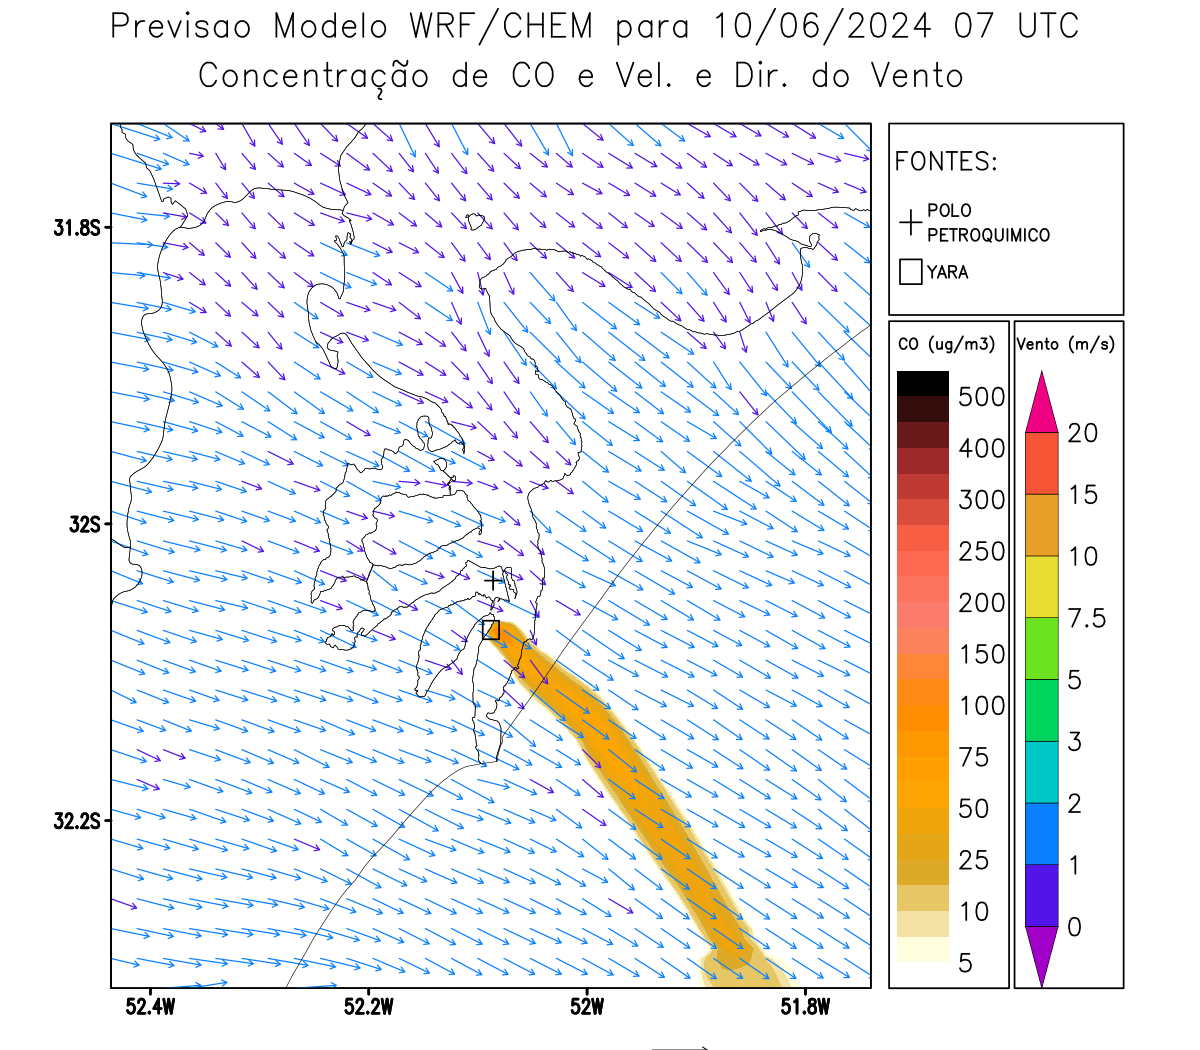 Previsao Modelo WRF/CHEM para 10/06/2024 07 UTC
Concentração de CO e Vel. e Dir. do Vento
FONTES:
POLO
PETROQUIMICO
YARA
CO (ug/m3)
500
400
300
250
200
150
100
75
50
25
10
5
Vento (m/s)
20
15
10
7.5
5
3
2
1
0
31.8S
32S
32.2S
52.4W
52.2W
52W
51.8W